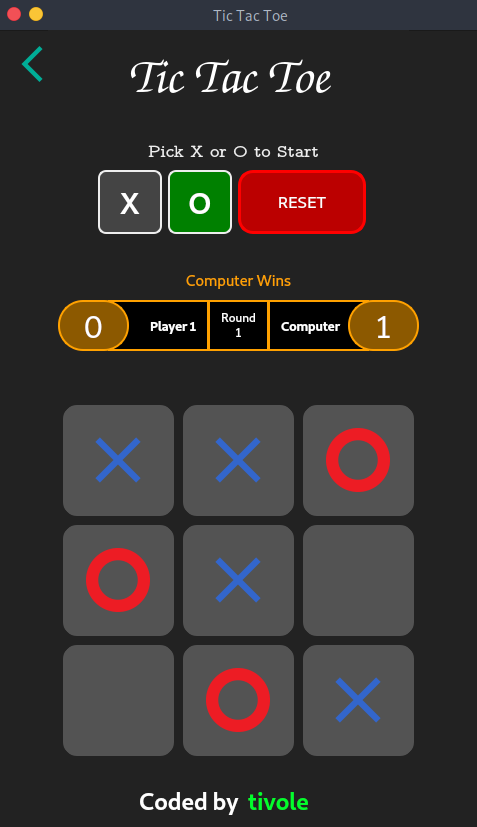 Tic Tac Toe
Tic Tac Toe
Pick X or O to Start
X O RESET
Computer Wins
0 Player 1 Round 1 Computer 1
Coded by tivole